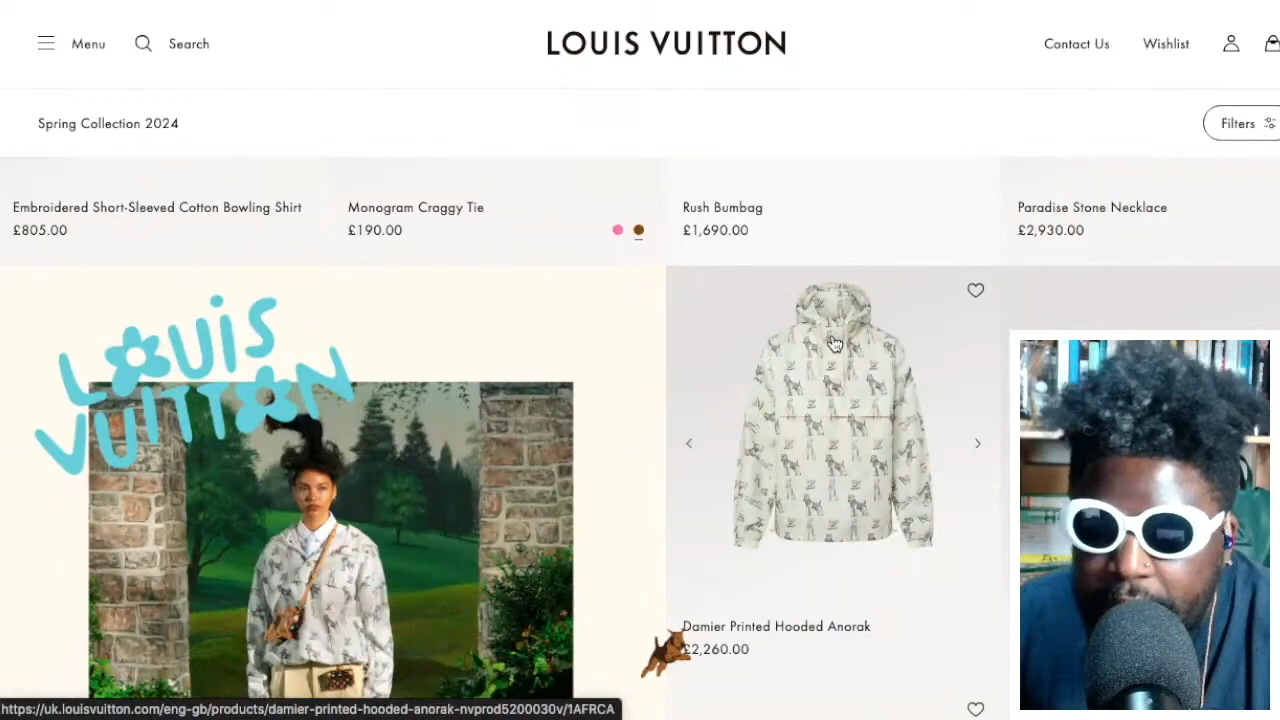 Menu
Search
LOUIS VUITTON
Contact Us
Wishlist
Spring Collection 2024
Filters
Embroidered Short-Sleeved Cotton Bowling Shirt
£805.00
Monogram Craggy Tie
£190.00
Rush Bumbag
£1,690.00
Paradise Stone Necklace
£2,930.00
LOUiS
VUITTON
Damier Printed Hooded Anorak
£2,260.00
https://uk.louisvuitton.com/eng-gb/products/damier-printed-hooded-anorak-nvprod5200030v/1AFRCA